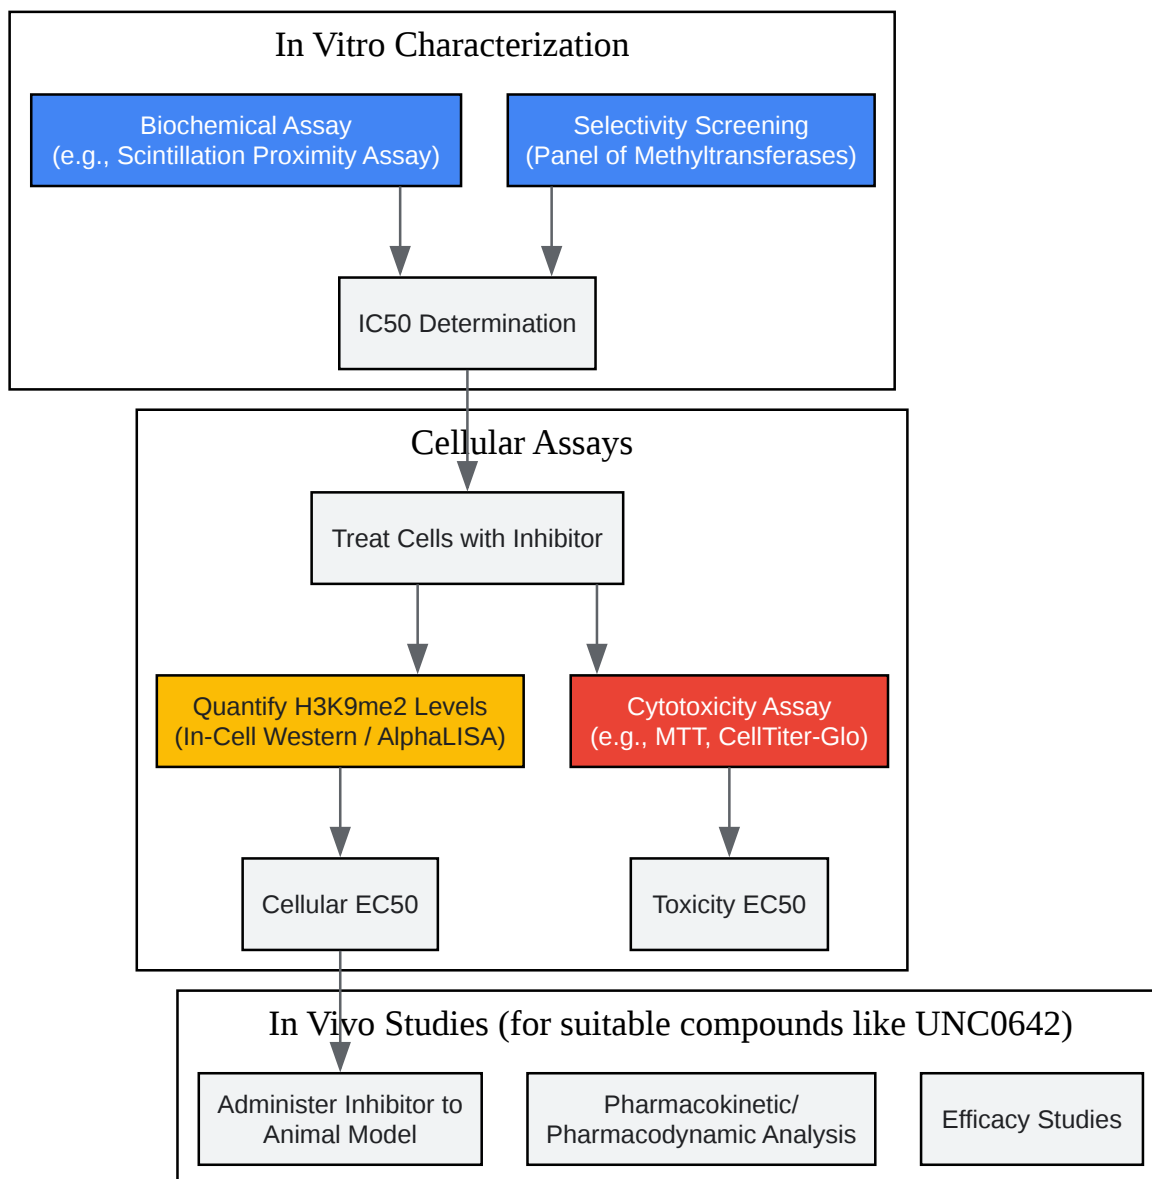 In Vitro Characterization
Biochemical Assay
(e.g., Scintillation Proximity Assay)
Selectivity Screening
(Panel of Methyltransferases)
IC50 Determination
Cellular Assays
Treat Cells with Inhibitor
Quantify H3K9me2 Levels
(In-Cell Western / AlphaLISA)
Cytotoxicity Assay
(e.g., MTT, CellTiter-Glo)
Cellular EC50
Toxicity EC50
In Vivo Studies (for suitable compounds like UNC0642)
Administer Inhibitor to
Animal Model
Pharmacokinetic/
Pharmacodynamic Analysis
Efficacy Studies